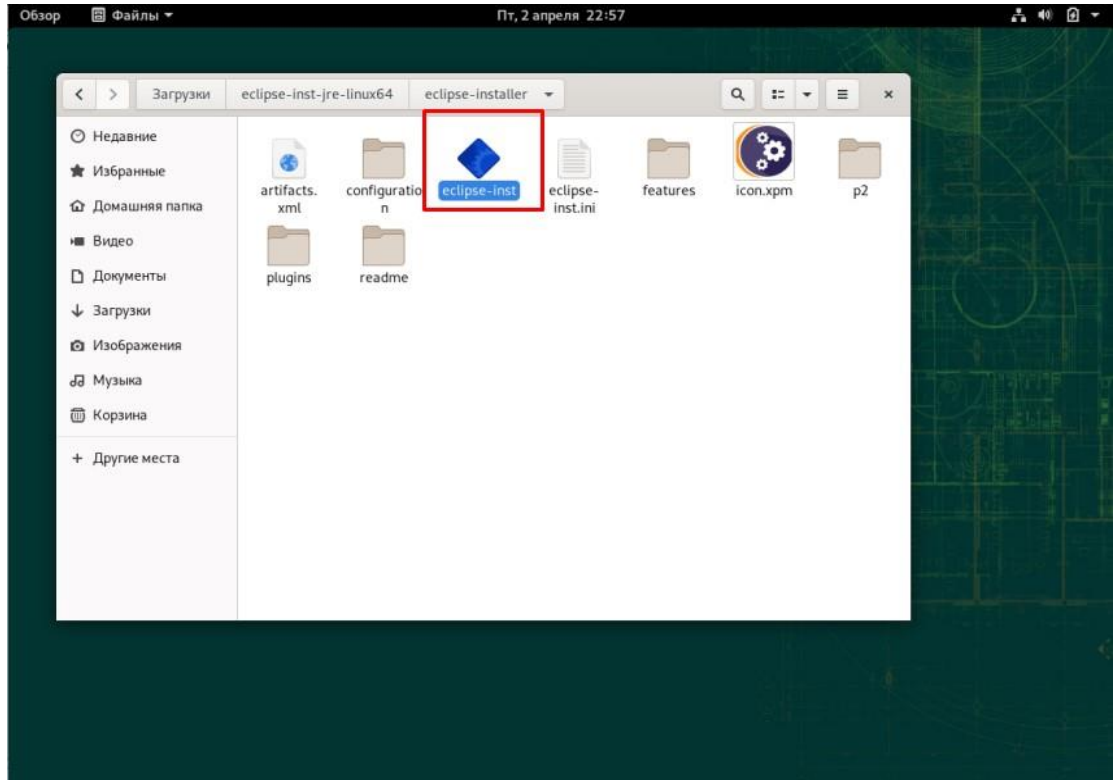 Обзор Файлы Пт, 2 апреля 22:57
Загрузки eclipse-inst-jre-linux64 eclipse-installer
Недавние
Избранные
Домашняя папка
Видео
Документы
Загрузки
Изображения
Музыка
Корзина
+ Другие места
artifacts.
xml
configuratio
n
eclipse-inst
eclipse-
inst.ini
features
icon.xpm
p2
plugins
readme